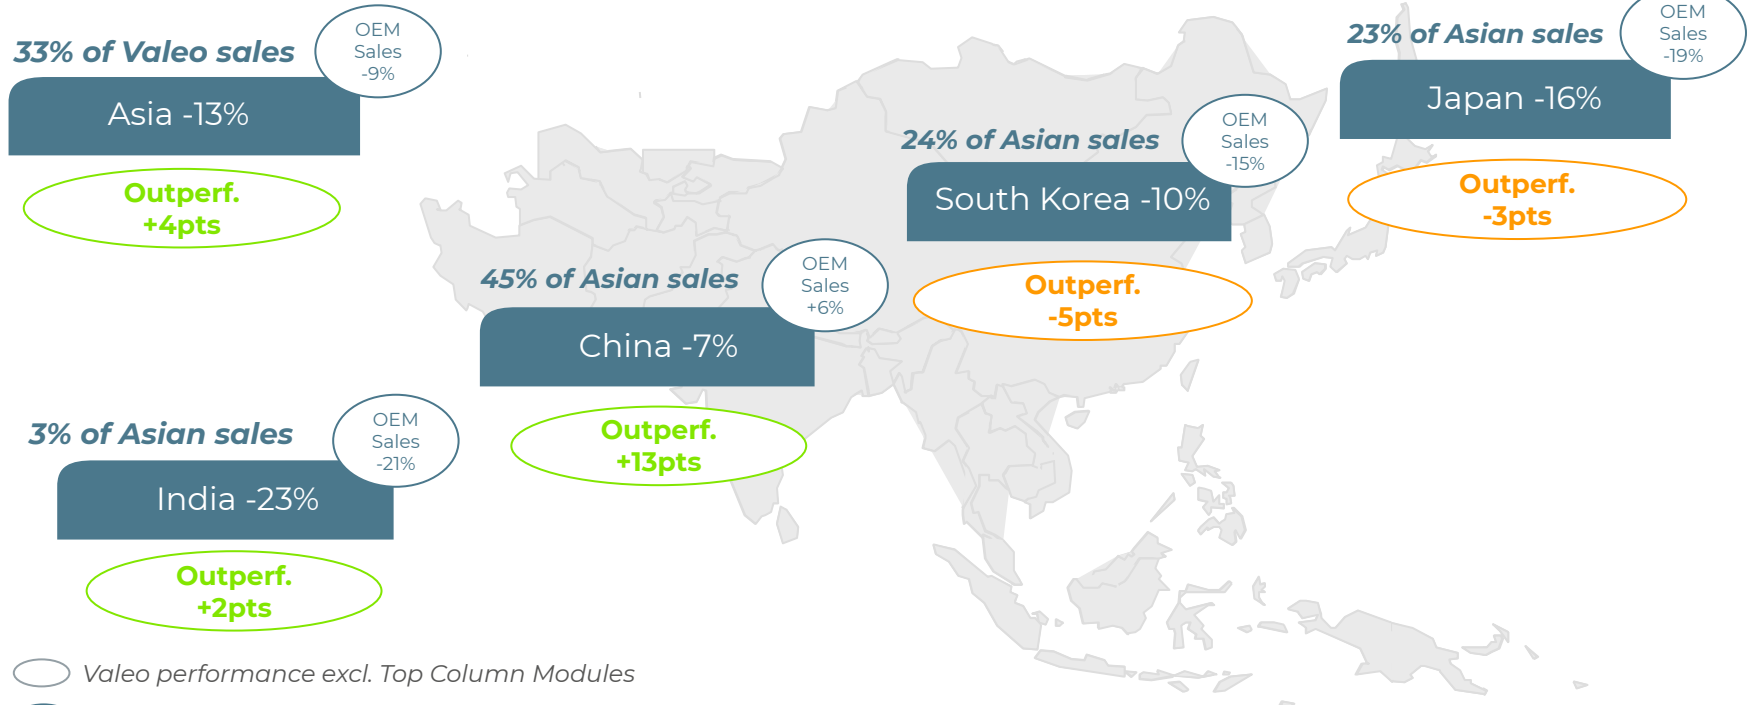 33% of Valeo sales
OEM
Sales
-9%
Asia -13%
Outperf.
+4pts
23% of Asian sales
OEM
Sales
-19%
Japan -16%
Outperf.
-3pts
24% of Asian sales
OEM
Sales
-15%
South Korea -10%
Outperf.
-5pts
45% of Asian sales
OEM
Sales
+6%
China -7%
Outperf.
+13pts
3% of Asian sales
OEM
Sales
-21%
India -23%
Outperf.
+2pts
Valeo performance excl. Top Column Modules